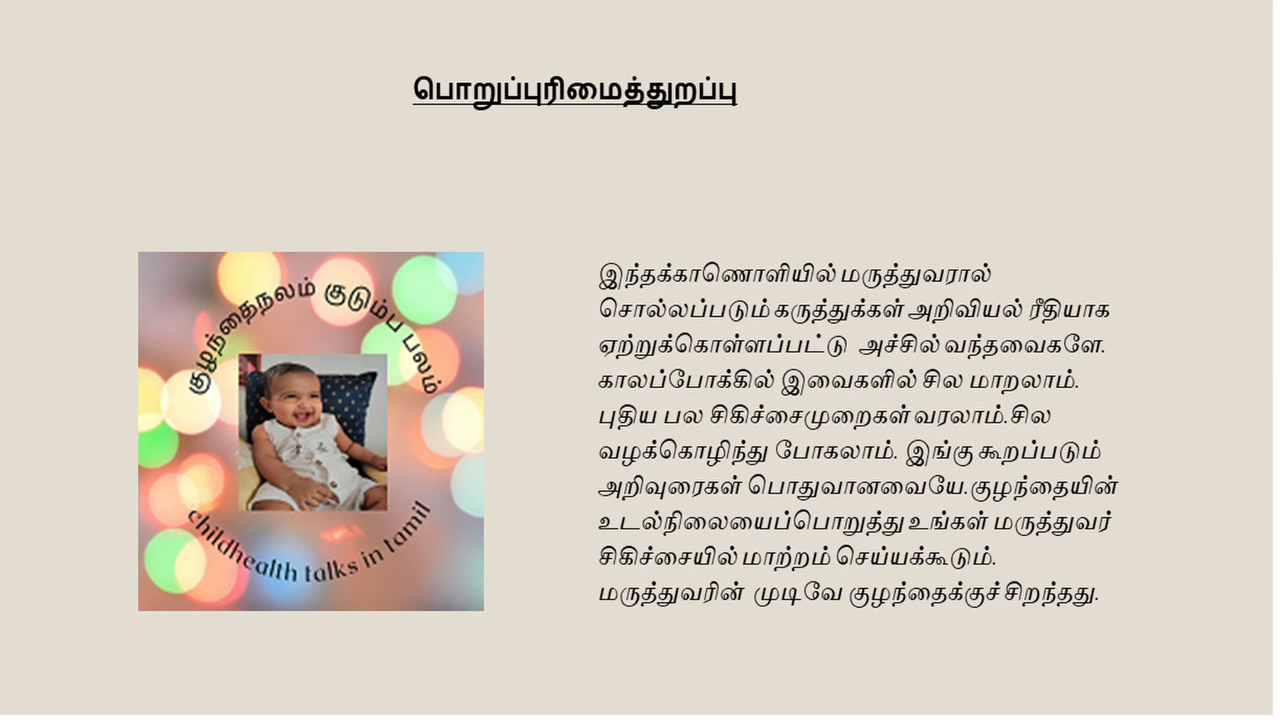 பொறுப்புரிமைத்துறப்பு
குழந்தைநலம் குடும்ப பலம்
childhealth talks in tamil
இந்தக்காணொளியில் மருத்துவரால்
சொல்லப்படும் கருத்துக்கள் அறிவியல் ரீதியாக
ஏற்றுக்கொள்ளப்பட்டு அச்சில் வந்தவைகளே.
காலப்போக்கில் இவைகளில் சில மாறலாம்.
புதிய பல சிகிச்சைமுறைகள் வரலாம்.சில
வழக்கொழிந்து போகலாம். இங்கு கூறப்படும்
அறிவுரைகள் பொதுவானவையே.குழந்தையின்
உடல்நிலையைப்பொறுத்து உங்கள் மருத்துவர்
சிகிச்சையில் மாற்றம் செய்யக்கூடும்.
மருத்துவரின் முடிவே குழந்தைக்குச் சிறந்தது.